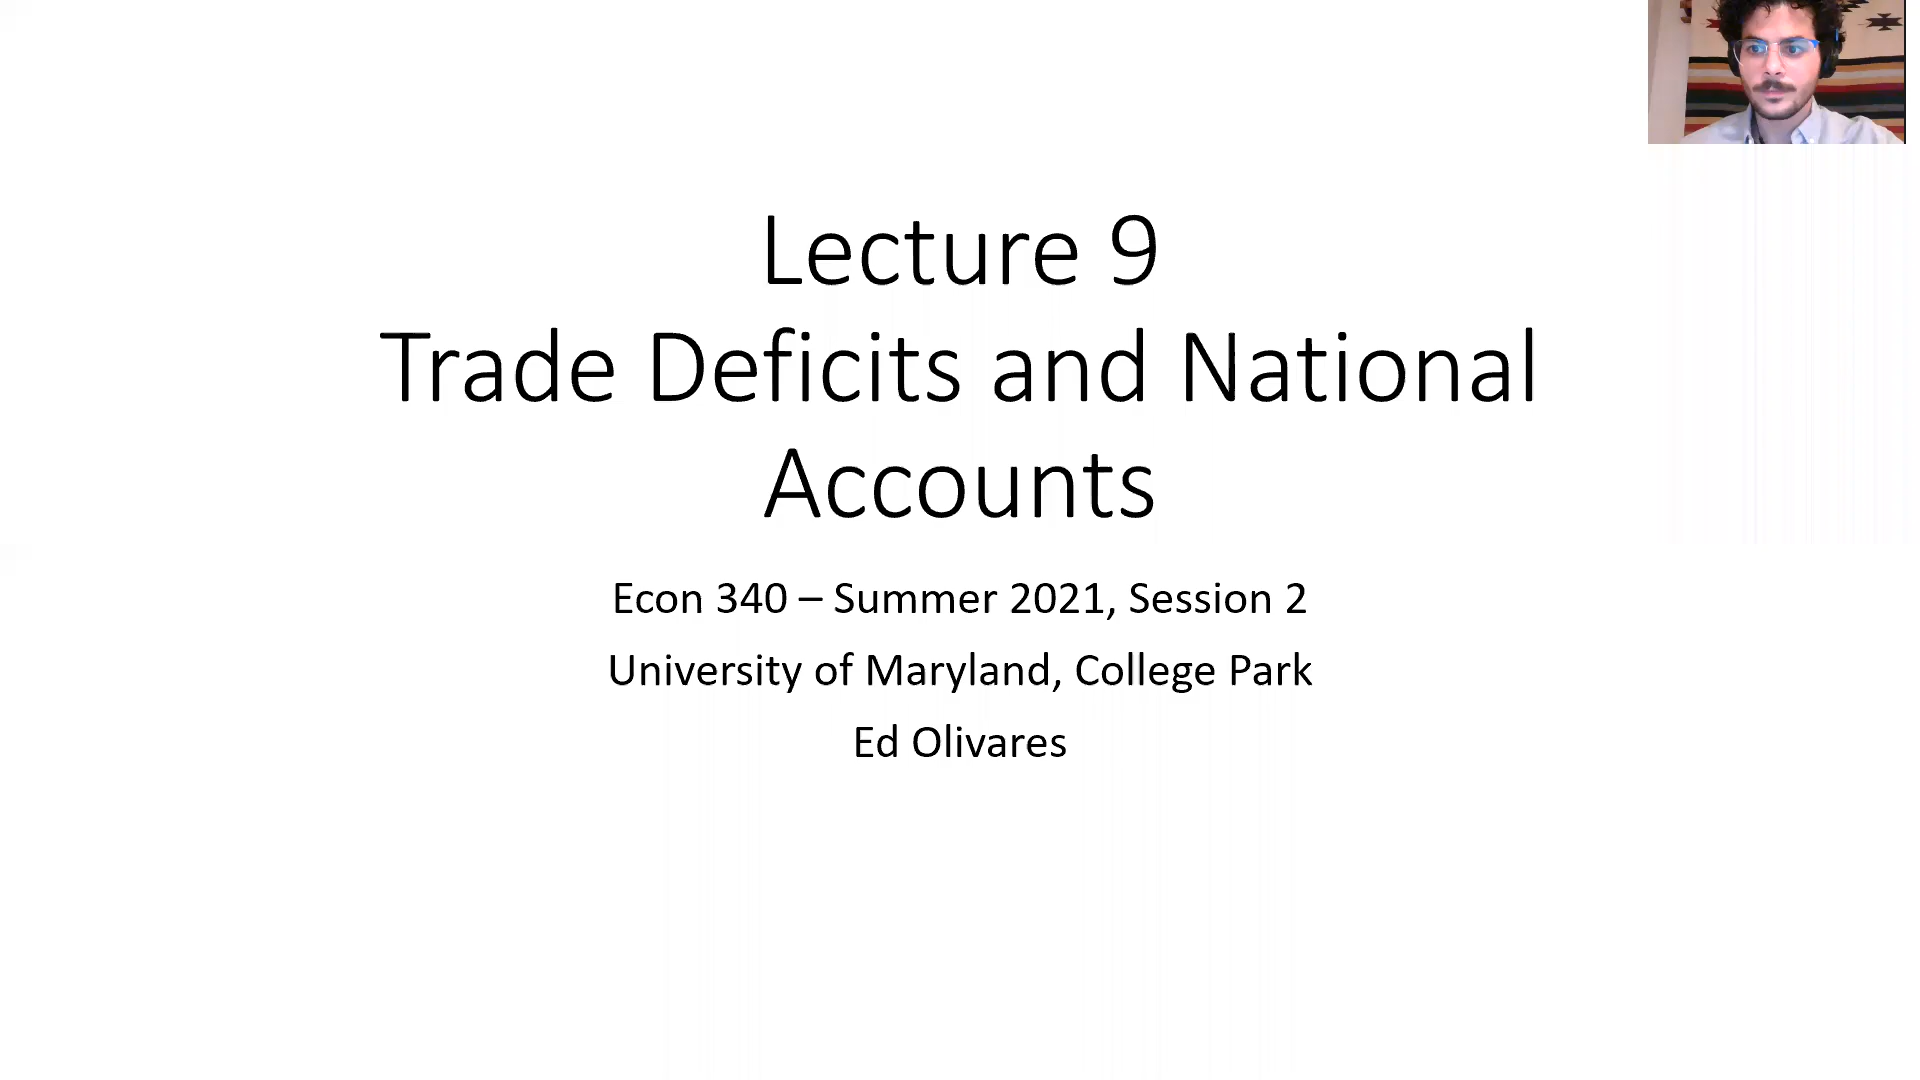 Lecture 9
Trade Deficits and National
Accounts
Econ 340 – Summer 2021, Session 2
University of Maryland, College Park
Ed Olivares